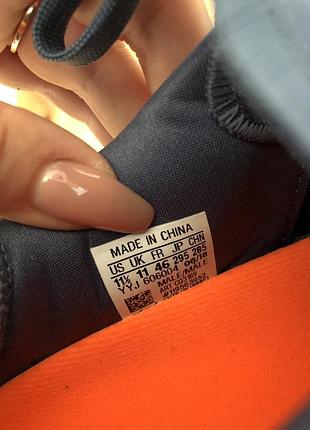 MADE IN CHINA
US UK FR JP CHN
11½ 11 46 295 285
YYJ 606004 06/18
MALE/MALE
ART